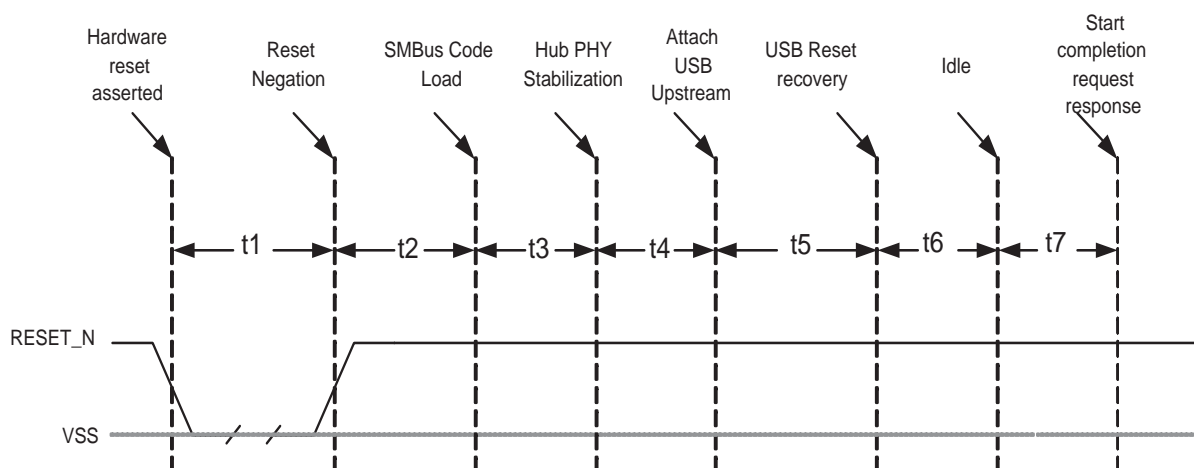 Hardware
reset
asserted
Reset
Negation
SMBus Code
Load
Hub PHY
Stabilization
Attach
USB
Upstream
USB Reset
recovery
Idle
Start
completion
request
response
t1
t2
t3
t4
t5
t6
t7
RESET_N
VSS